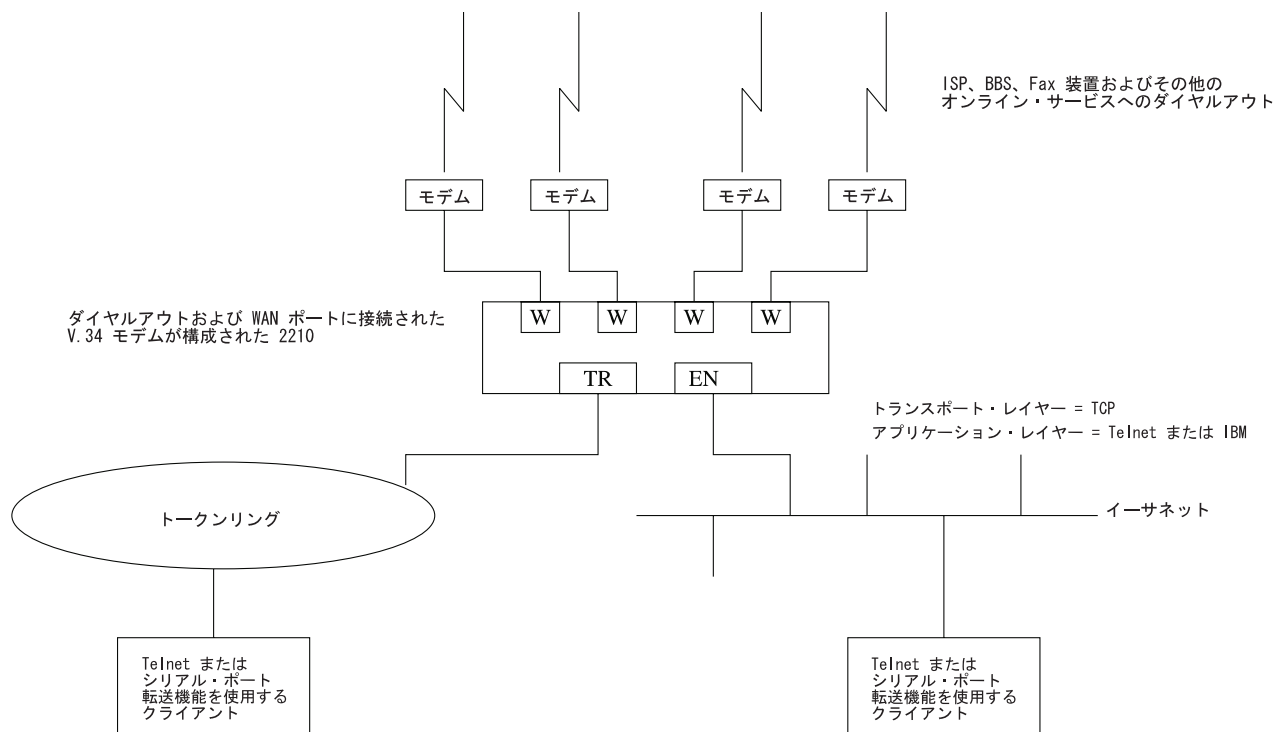 ISP、BBS、Fax 装置およびその他の
オンライン・サービスへのダイヤルアウト
モデム
モデム
モデム
モデム
ダイヤルアウトおよび WAN ポートに接続された
V.34 モデムが構成された 2210
W
W
W
W
TR
EN
トランスポート・レイヤー = TCP
アプリケーション・レイヤー = Telnet または IBM
トークンリング
イーサネット
Telnet または
シリアル・ポート
転送機能を使用する
クライアント
Telnet または
シリアル・ポート
転送機能を使用する
クライアント